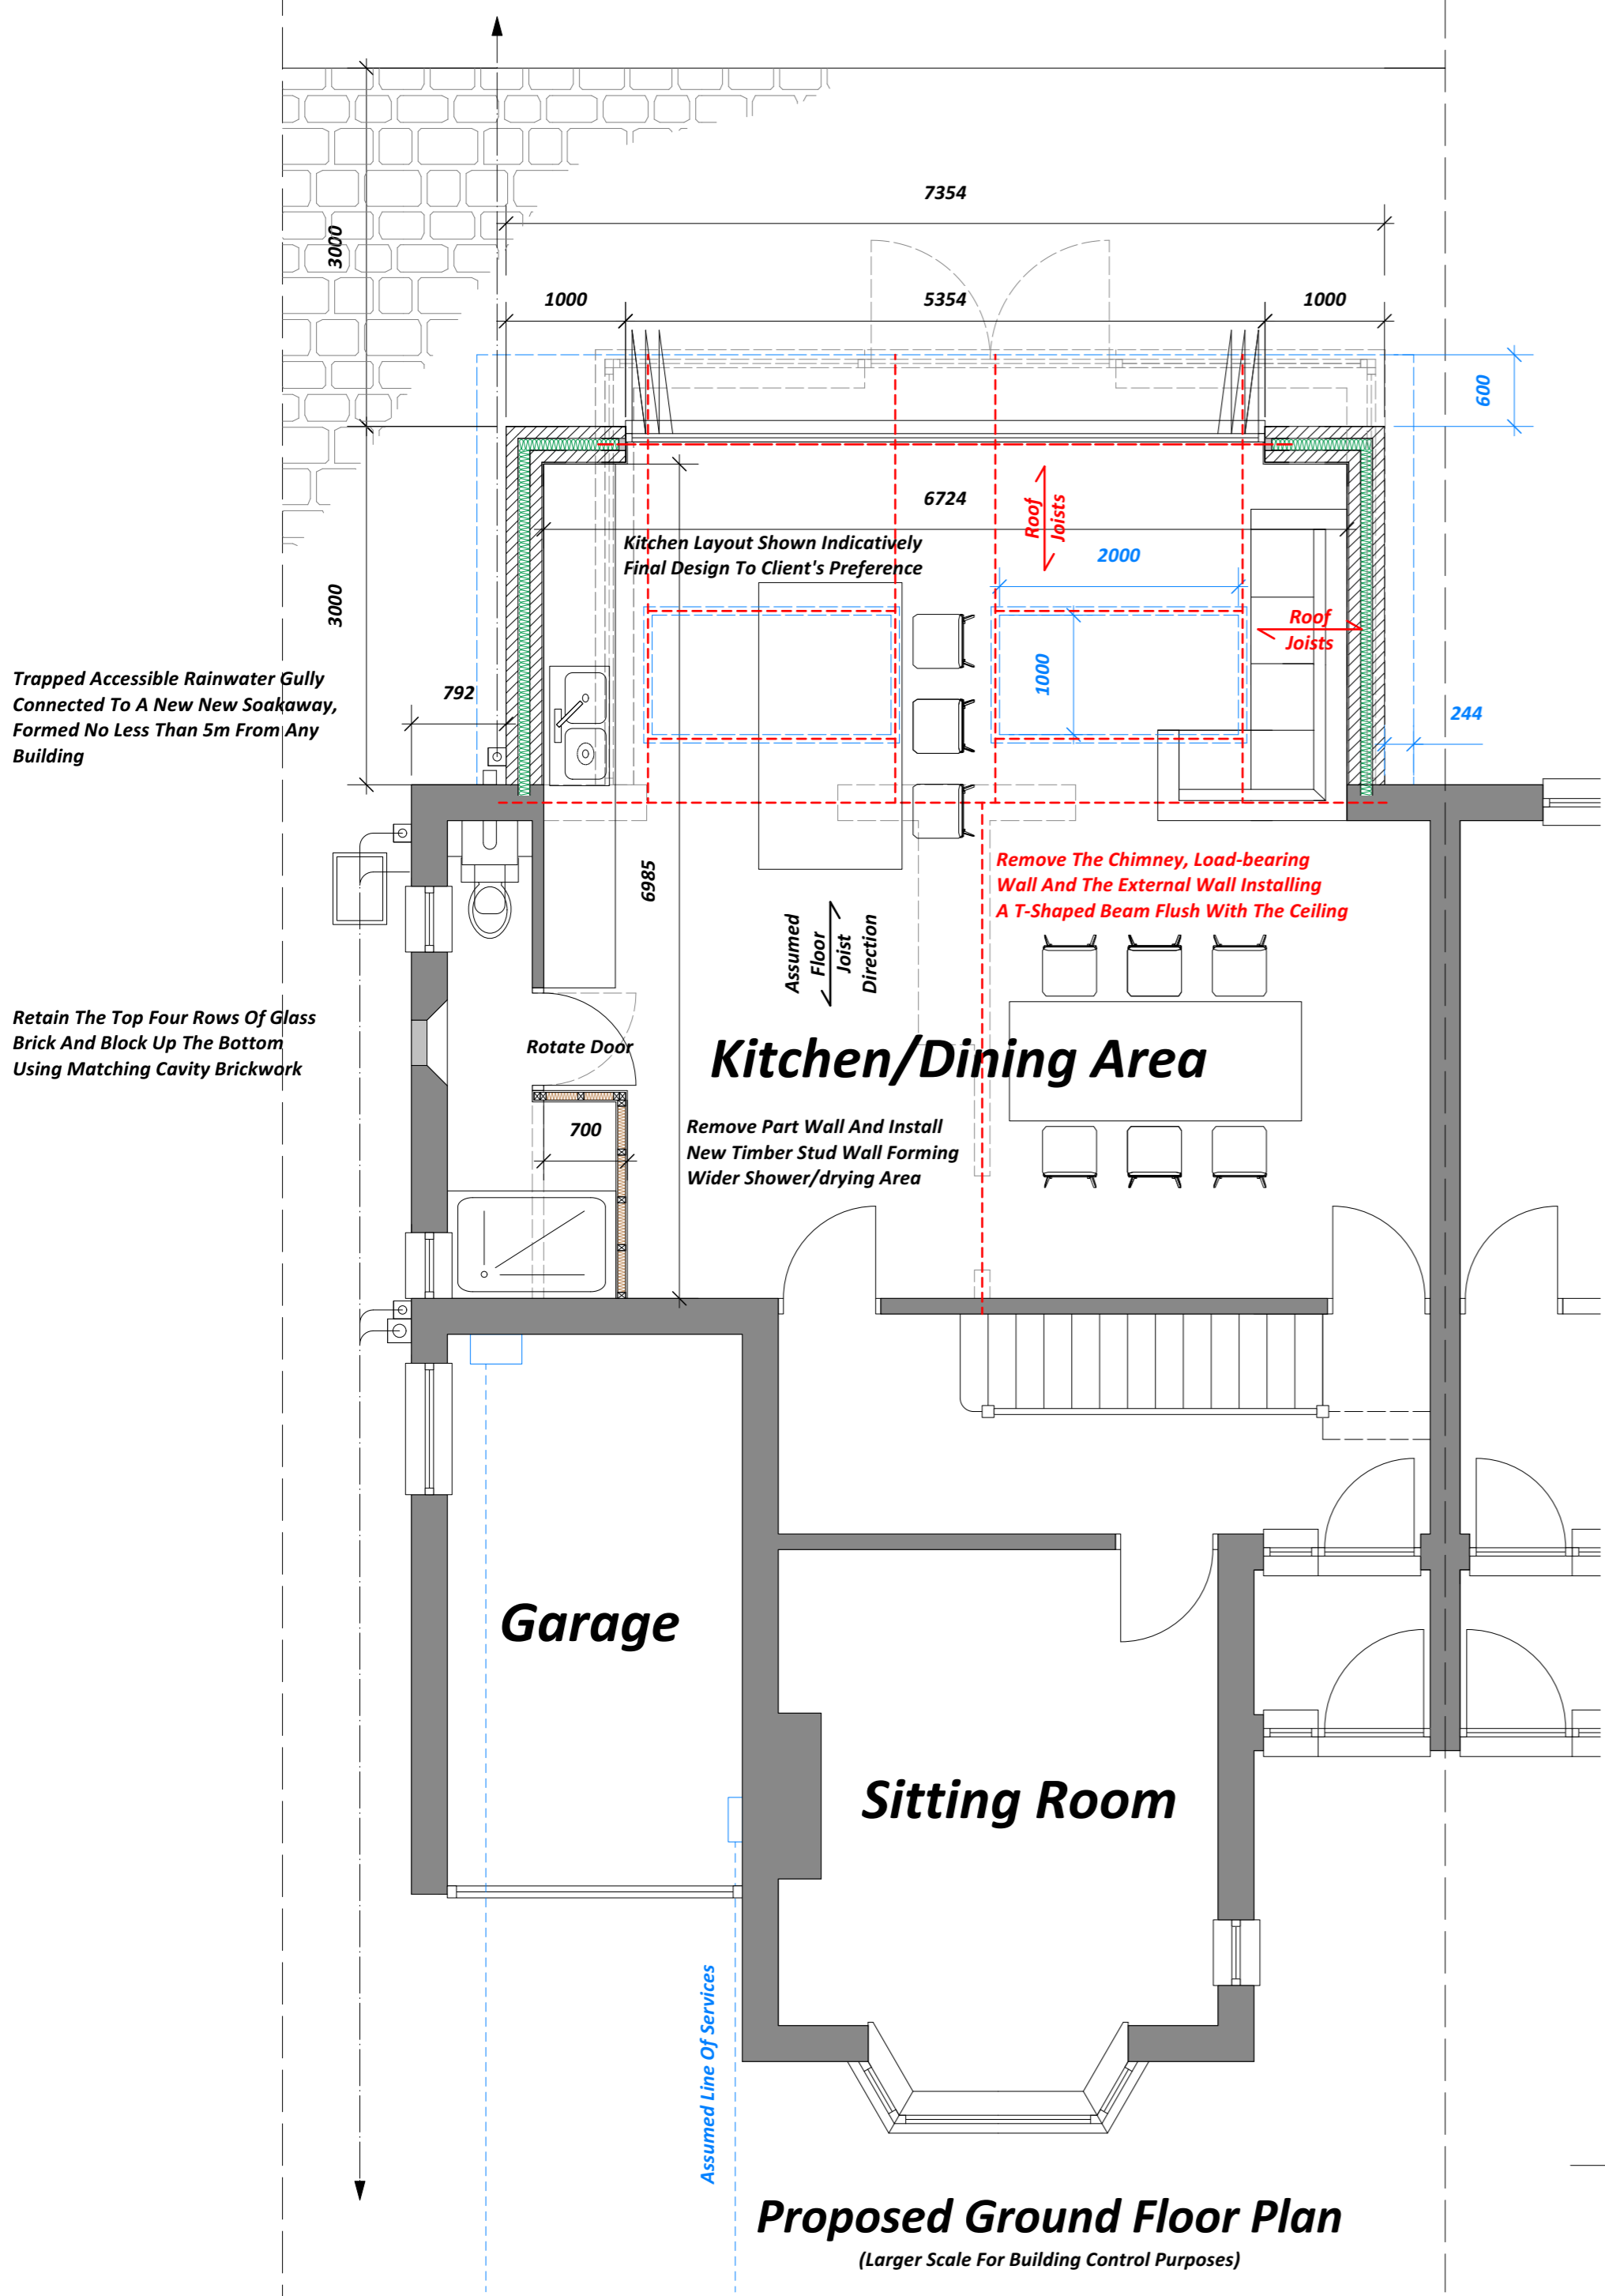 7354
3000
1000
5354
1000
600
6724
Roof
Joists
Kitchen Layout Shown Indicatively
Final Design To Client's Preference
2000
3000
Roof
Joists
1000
Trapped Accessible Rainwater Gully
Connected To A New New Soakaway,
Formed No Less Than 5m From Any
Building
792
244
6985
Remove The Chimney, Load-bearing
Wall And The External Wall Installing
A T-Shaped Beam Flush With The Ceiling
Assumed
Floor
Joist
Direction
Retain The Top Four Rows Of Glass
Brick And Block Up The Bottom
Using Matching Cavity Brickwork
Rotate Door
Kitchen/Dining Area
700
Remove Part Wall And Install
New Timber Stud Wall Forming
Wider Shower/drying Area
Garage
Sitting Room
Assumed Line Of Services
Proposed Ground Floor Plan
(Larger Scale For Building Control Purposes)